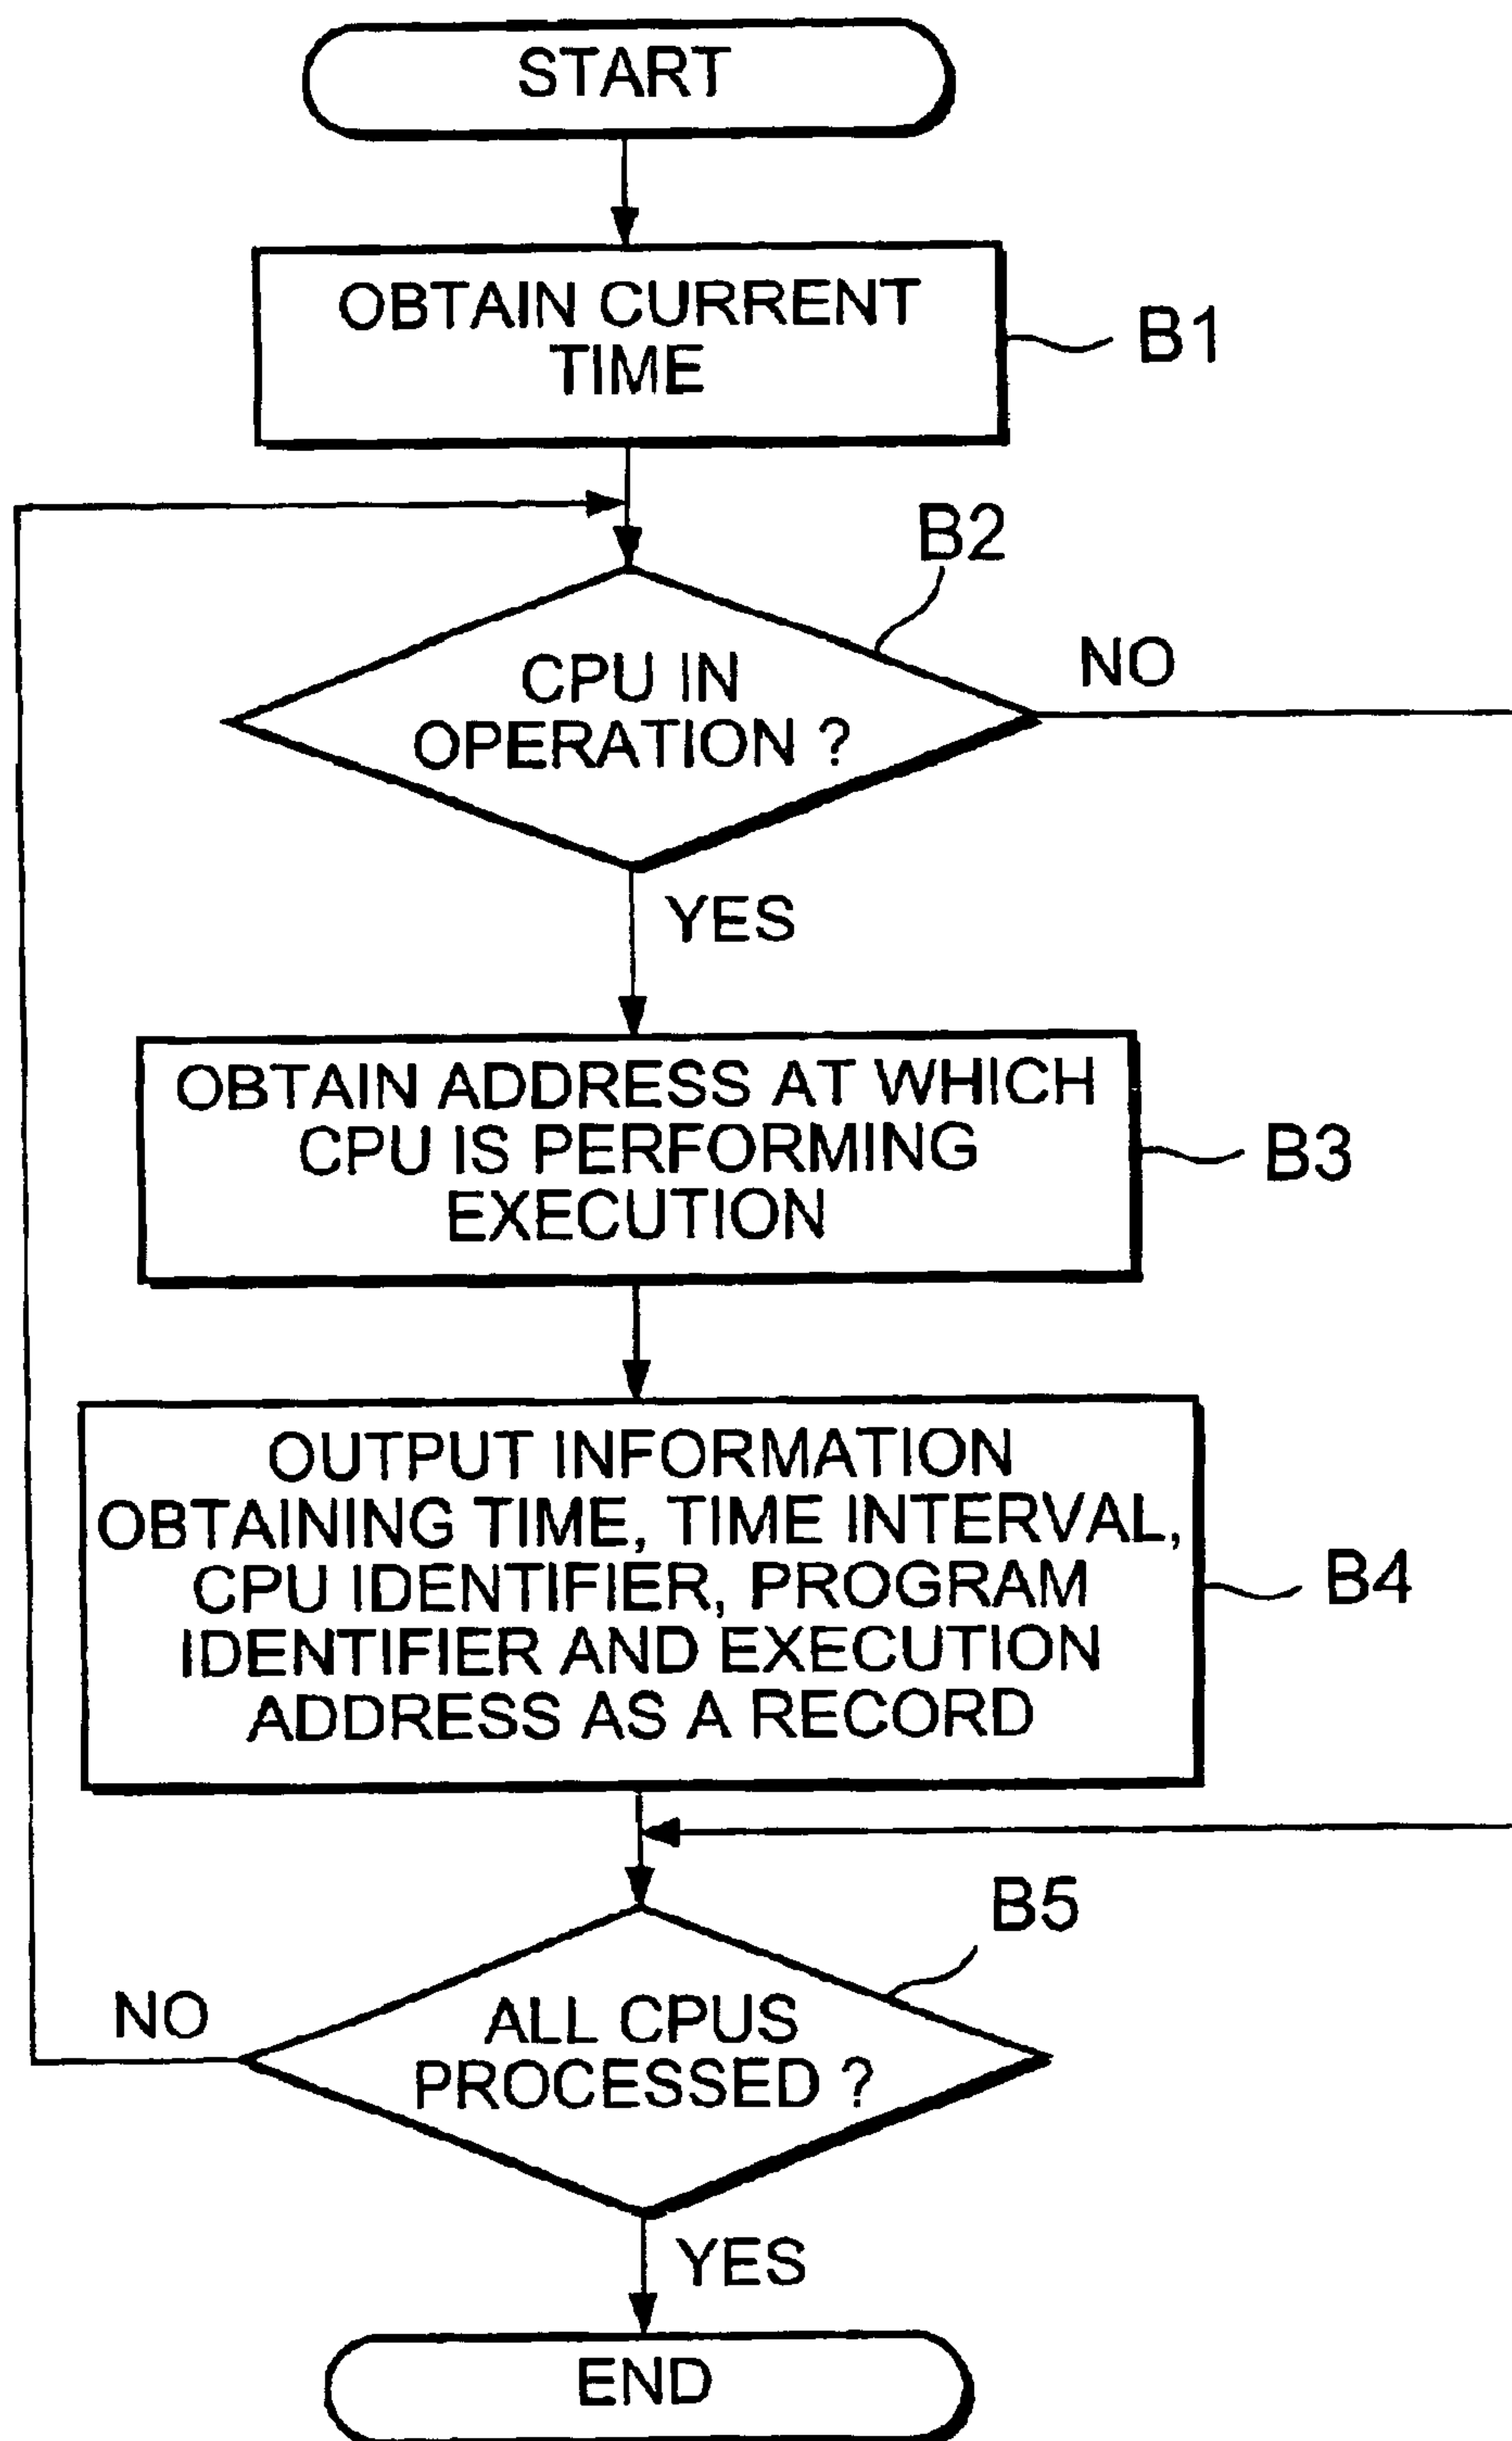 START
OBTAIN CURRENT
TIME
B1
B2
CPU IN
OPERATION ?
NO
YES
OBTAIN ADDRESS AT WHICH
CPU IS PERFORMING
EXECUTION
B3
OUTPUT INFORMATION
OBTAINING TIME, TIME INTERVAL,
CPU IDENTIFIER, PROGRAM
IDENTIFIER AND EXECUTION
ADDRESS AS A RECORD
B4
B5
ALL CPUS
PROCESSED ?
NO
YES
END